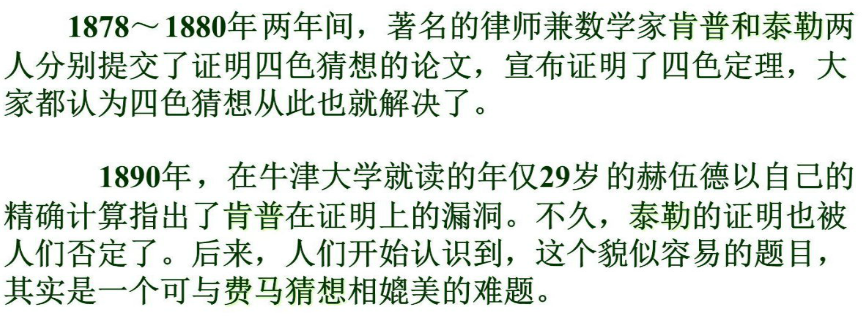 1878～1880年两年间，著名的律师兼数学家肯普和泰勒两
人分别提交了证明四色猜想的论文，宣布证明了四色定理，大
家都认为四色猜想从此也就解决了。
1890年，在牛津大学就读的年仅29岁的赫伍德以自己的
精确计算指出了肯普在证明上的漏洞。不久，泰勒的证明也被
人们否定了。后来，人们开始认识到，这个貌似容易的题目，
其实是一个可与费马猜想相媲美的难题。